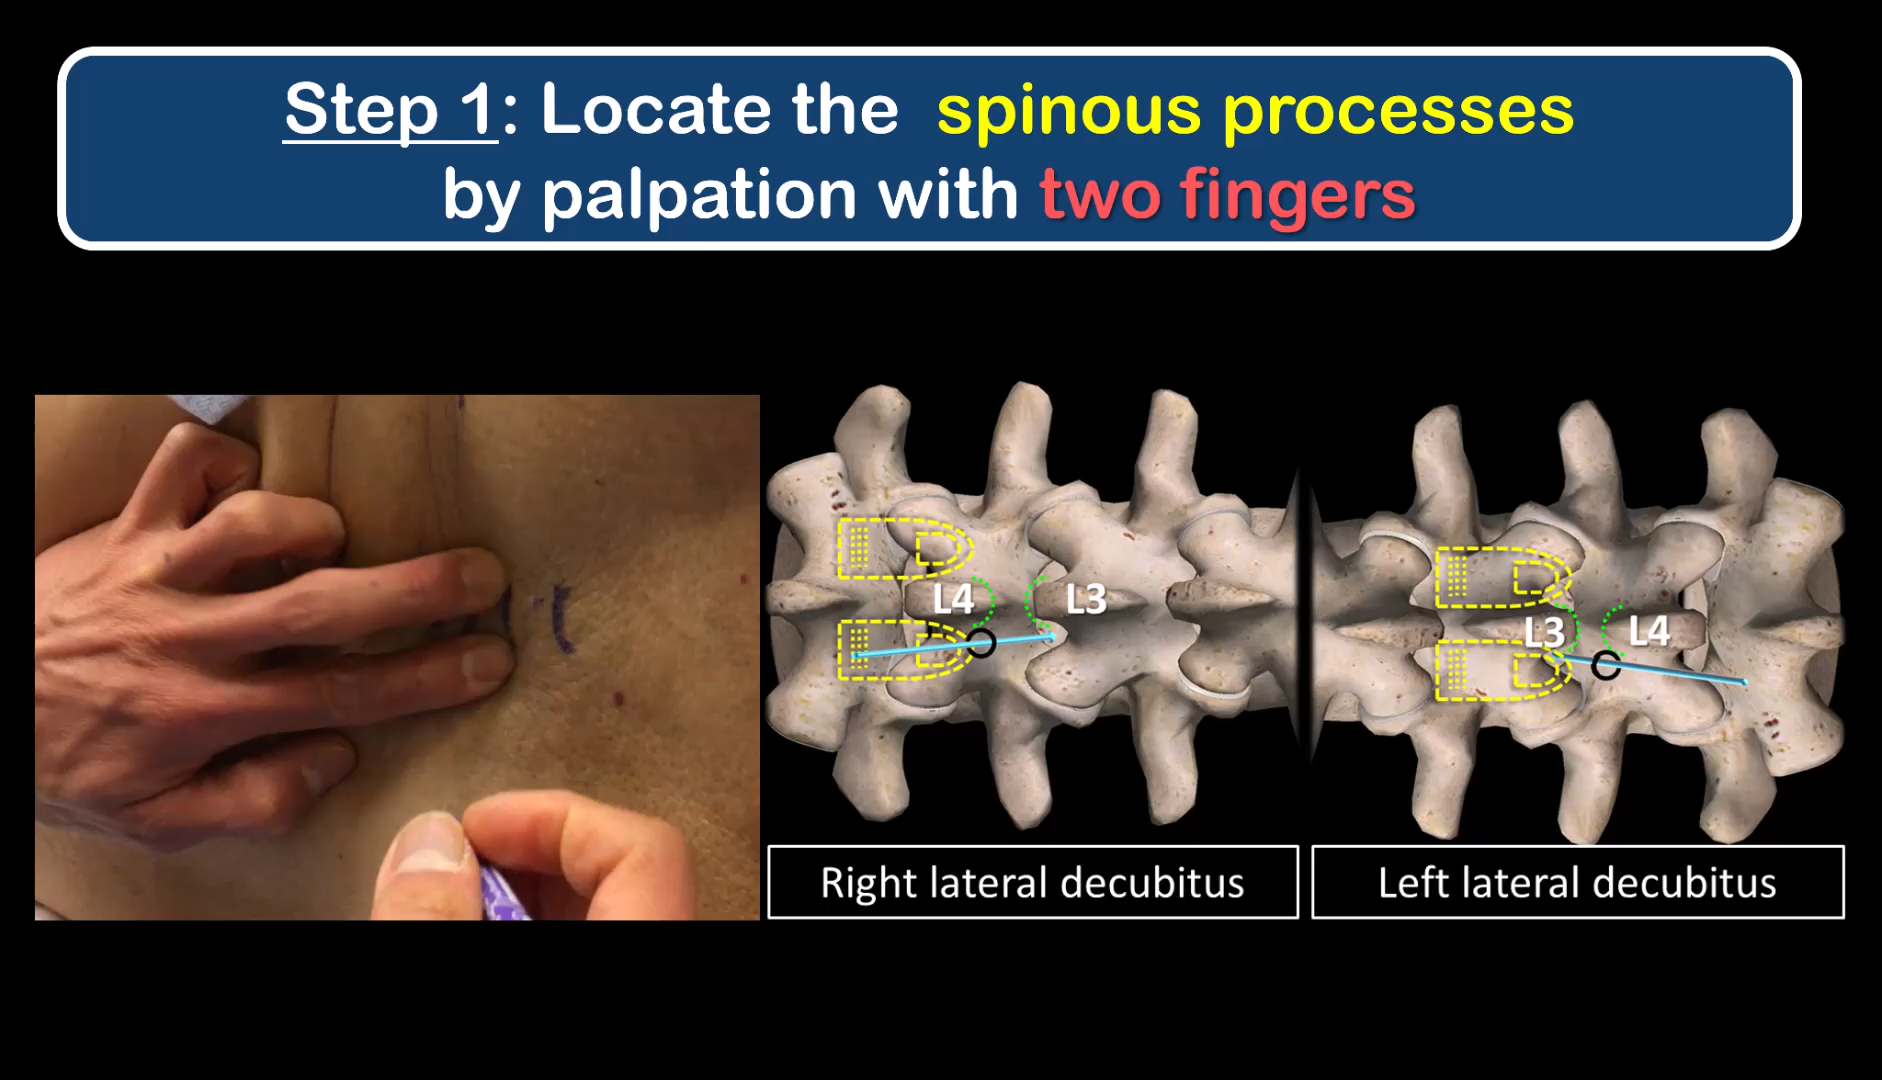 Step 1: Locate the spinous processes
by palpation with two fingers
L4
L3
L3
L4
Right lateral decubitus
Left lateral decubitus